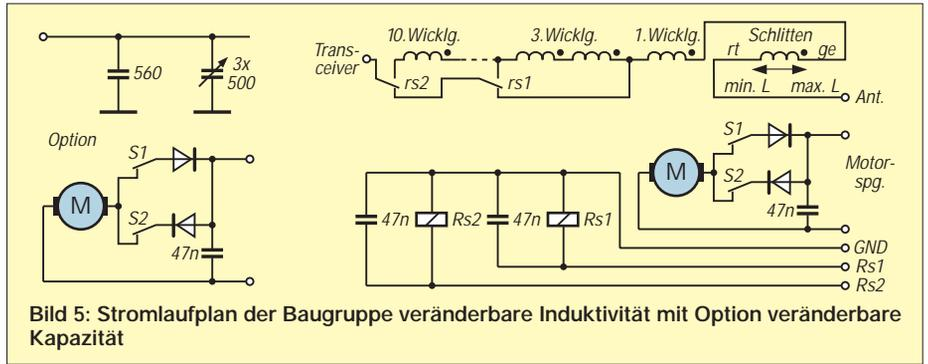 10.Wicklg.
3.Wicklg.
1.Wicklg.
Schlitten
Trans-
ceiver
rs2
rs1
rt
ge
min. L
max. L
Ant.
560
3x
500
Option
S1
S2
M
47n
S1
S2
M
47n
Motor-
spg.
47n
Rs2
47n
Rs1
GND
Rs1
Rs2
Bild 5: Stromlaufplan der Baugruppe veränderbare Induktivität mit Option veränderbare
Kapazität